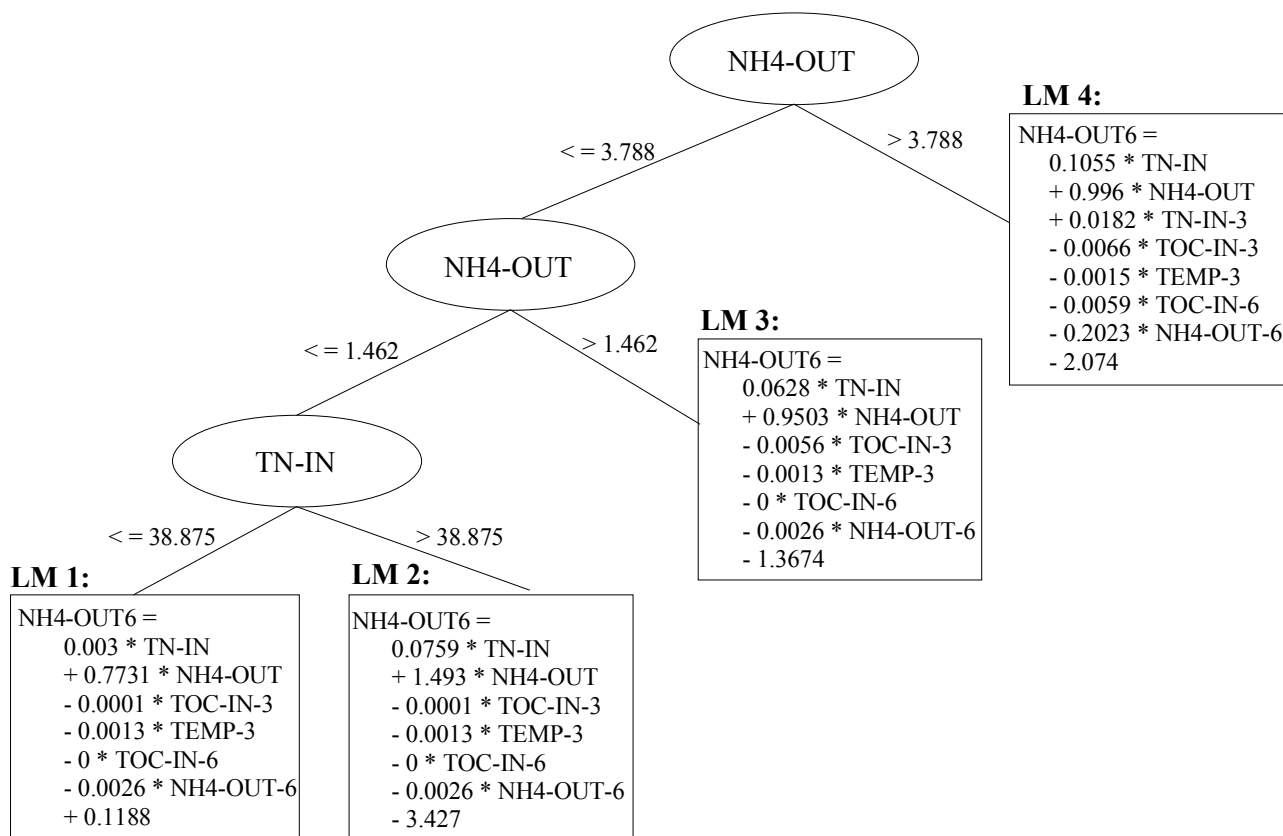 NH4-OUT
< = 3.788
> 3.788
LM 4:
NH4-OUT6 =
0.1055 * TN-IN
+ 0.996 * NH4-OUT
+ 0.0182 * TN-IN-3
- 0.0066 * TOC-IN-3
- 0.0015 * TEMP-3
- 0.0059 * TOC-IN-6
- 0.2023 * NH4-OUT-6
- 2.074
NH4-OUT
< = 1.462
> 1.462
LM 3:
NH4-OUT6 =
0.0628 * TN-IN
+ 0.9503 * NH4-OUT
- 0.0056 * TOC-IN-3
- 0.0013 * TEMP-3
- 0 * TOC-IN-6
- 0.0026 * NH4-OUT-6
- 1.3674
TN-IN
< = 38.875
> 38.875
LM 1:
NH4-OUT6 =
0.003 * TN-IN
+ 0.7731 * NH4-OUT
- 0.0001 * TOC-IN-3
- 0.0013 * TEMP-3
- 0 * TOC-IN-6
- 0.0026 * NH4-OUT-6
+ 0.1188
LM 2:
NH4-OUT6 =
0.0759 * TN-IN
+ 1.493 * NH4-OUT
- 0.0001 * TOC-IN-3
- 0.0013 * TEMP-3
- 0 * TOC-IN-6
- 0.0026 * NH4-OUT-6
- 3.427